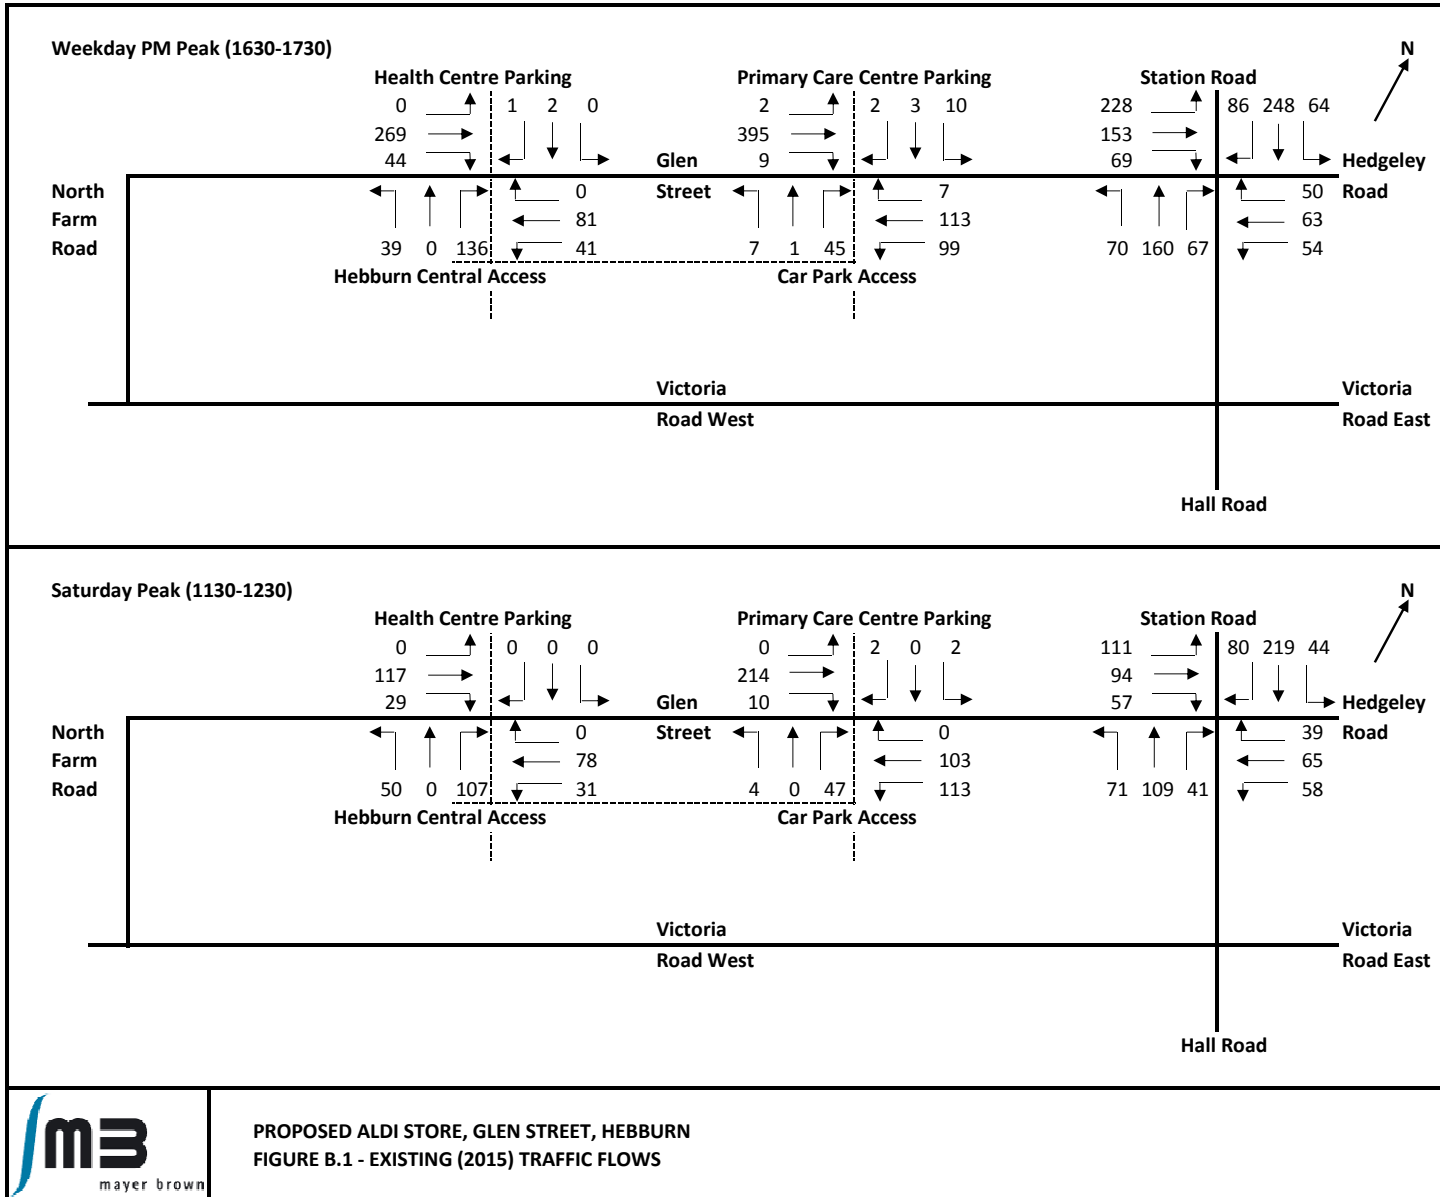 Weekday PM Peak (1630-1730)
N
Health Centre Parking
Primary Care Centre Parking
Station Road
0 1 2 0
2 2 3 10
228 86 248 64
269
395
153
44
Glen
9
69
Hedgeley
North
0
Street
7
50
Road
Farm
81
113
63
Road
39 0 136
41
7 1 45
99
70 160 67
54
Hebburn Central Access
Car Park Access
Victoria
Victoria
Road West
Road East
Hall Road
Saturday Peak (1130-1230)
N
Health Centre Parking
Primary Care Centre Parking
Station Road
0 0 0 0
0 2 0 2
111 80 219 44
117
214
94
29
Glen
10
57
Hedgeley
North
0
Street
0
39
Road
Farm
78
103
65
Road
50 0 107
31
4 0 47
113
71 109 41
58
Hebburn Central Access
Car Park Access
Victoria
Victoria
Road West
Road East
Hall Road
mayer brown
PROPOSED ALDI STORE, GLEN STREET, HEBBURN
FIGURE B.1 - EXISTING (2015) TRAFFIC FLOWS